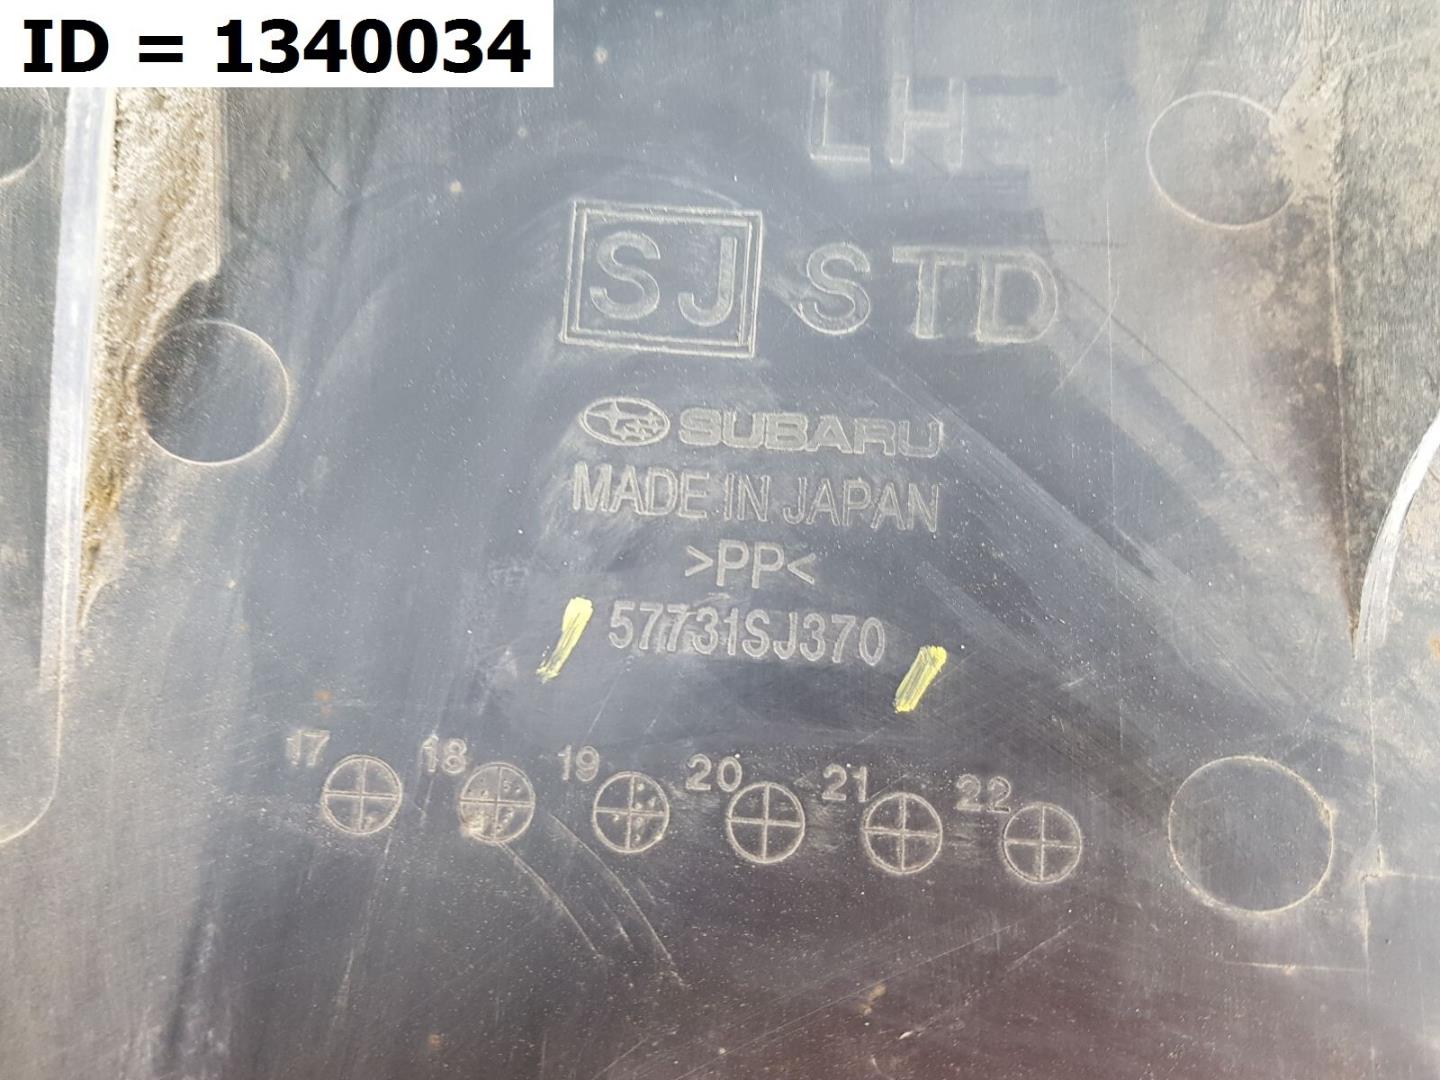 ID = 1340034
LH
SJ STD
SUBARU
MADE IN JAPAN
>PP<
57731SJ370
17 18 19 20 21 22